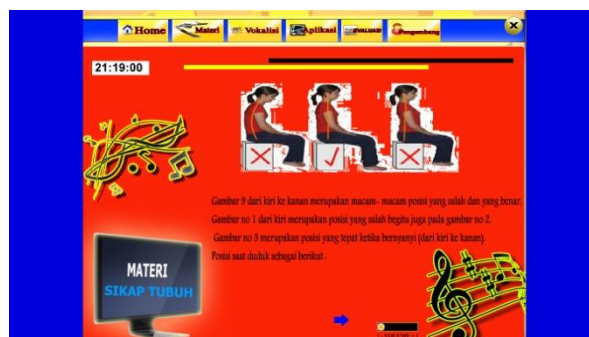 Home Materi Vokalisi Aplikasi EVALUASI Pengembang
21:19:00
Gambar 9 dari kiri ke kanan merupakan macam- macam posisi yang salah dan yang benar.
Gambar no 1 dari kiri merupakan posisi yang salah begitu juga pada gambar no 2.
Gambar no 3 merupakan posisi yang tepat ketika bernyanyi (dari kiri ke kanan).
Posisi saat duduk sebagai berikut :
MATERI
SIKAP TUBUH